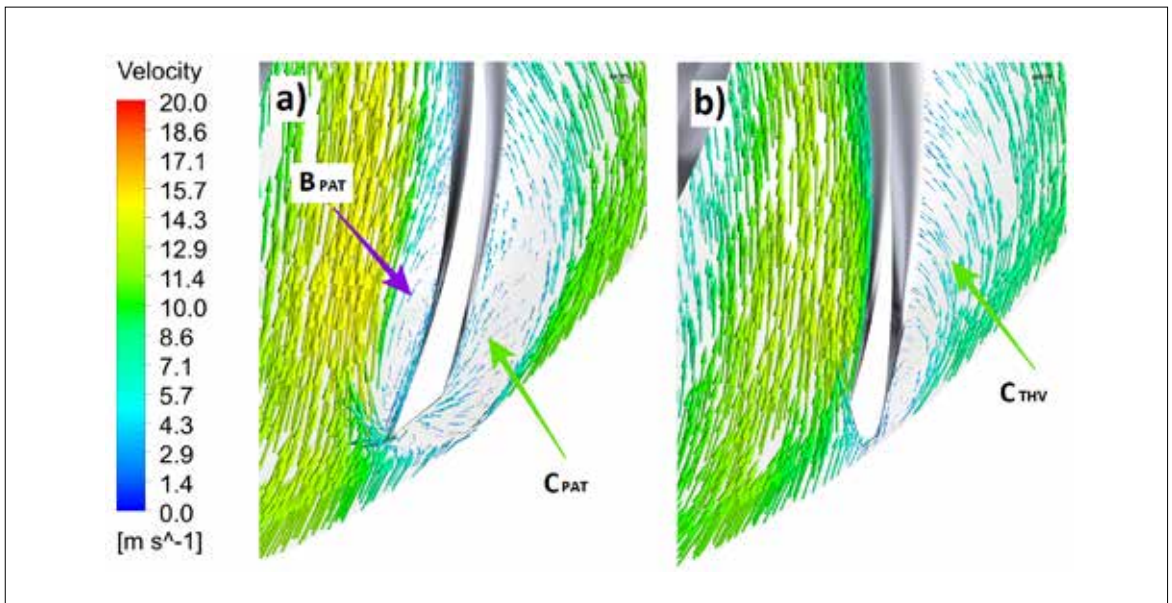 Velocity
20.0
18.6
17.1
15.7
14.3
12.9
11.4
10.0
8.6
7.1
5.7
4.3
2.9
1.4
0.0
[m s^-1]
a)
B PAT
C PAT
b)
C THV